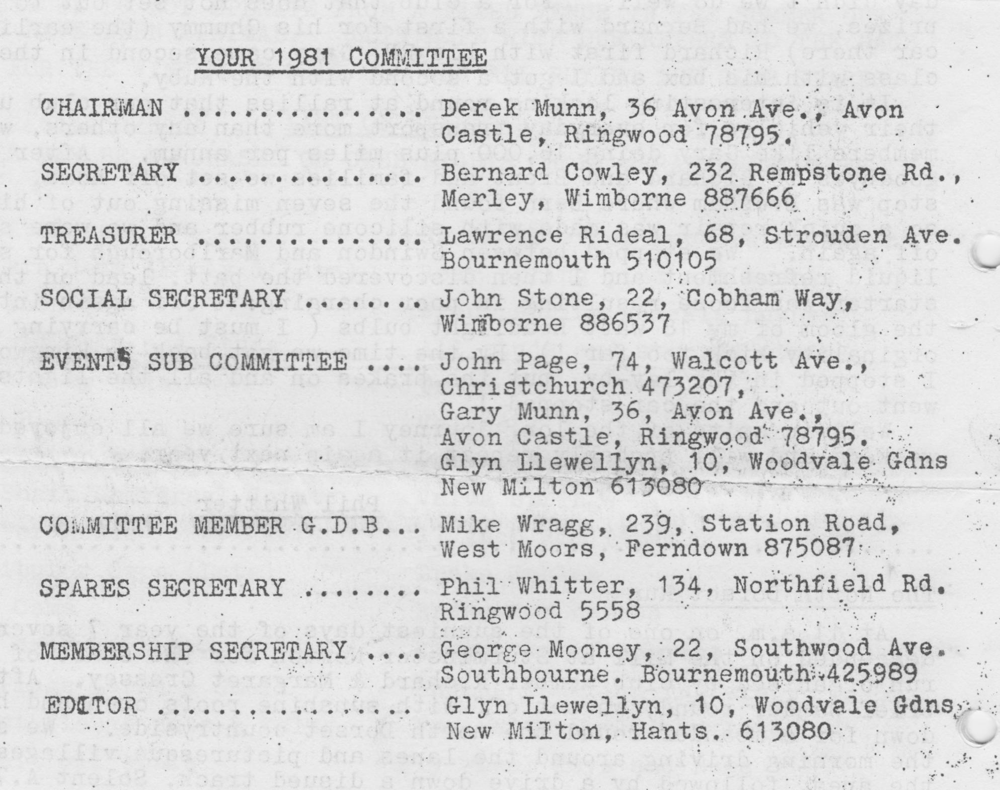 YOUR 1981 COMMITTEE
CHAIRMAN ................ Derek Munn, 36 Avon Ave., Avon
Castle, Ringwood 78795.
SECRETARY ............... Bernard Cowley, 232 Rempstone Rd.,
Merley, Wimborne 887666
TREASURER ............... Lawrence Rideal, 68, Strouden Ave.
Bournemouth 510105
SOCIAL SECRETARY ........ John Stone, 22, Cobham Way,
Wimborne 886537
EVENTS SUB COMMITTEE .... John Page, 74, Walcott Ave.,
Christchurch 473207,
Gary Munn, 36, Avon Ave.,
Avon Castle, Ringwood 78795.
Glyn Llewellyn, 10, Woodvale Gdns
New Milton 613080
COMMITTEE MEMBER G.D.B... Mike Wragg, 239, Station Road,
West Moors, Ferndown 875087
SPARES SECRETARY ........ Phil Whitter, 134, Northfield Rd.
Ringwood 5558
MEMBERSHIP SECRETARY .... George Mooney, 22, Southwood Ave.
Southbourne. Bournemouth 425989
EDITOR ................. Glyn Llewellyn, 10, Woodvale Gdns
New Milton, Hants. 613080